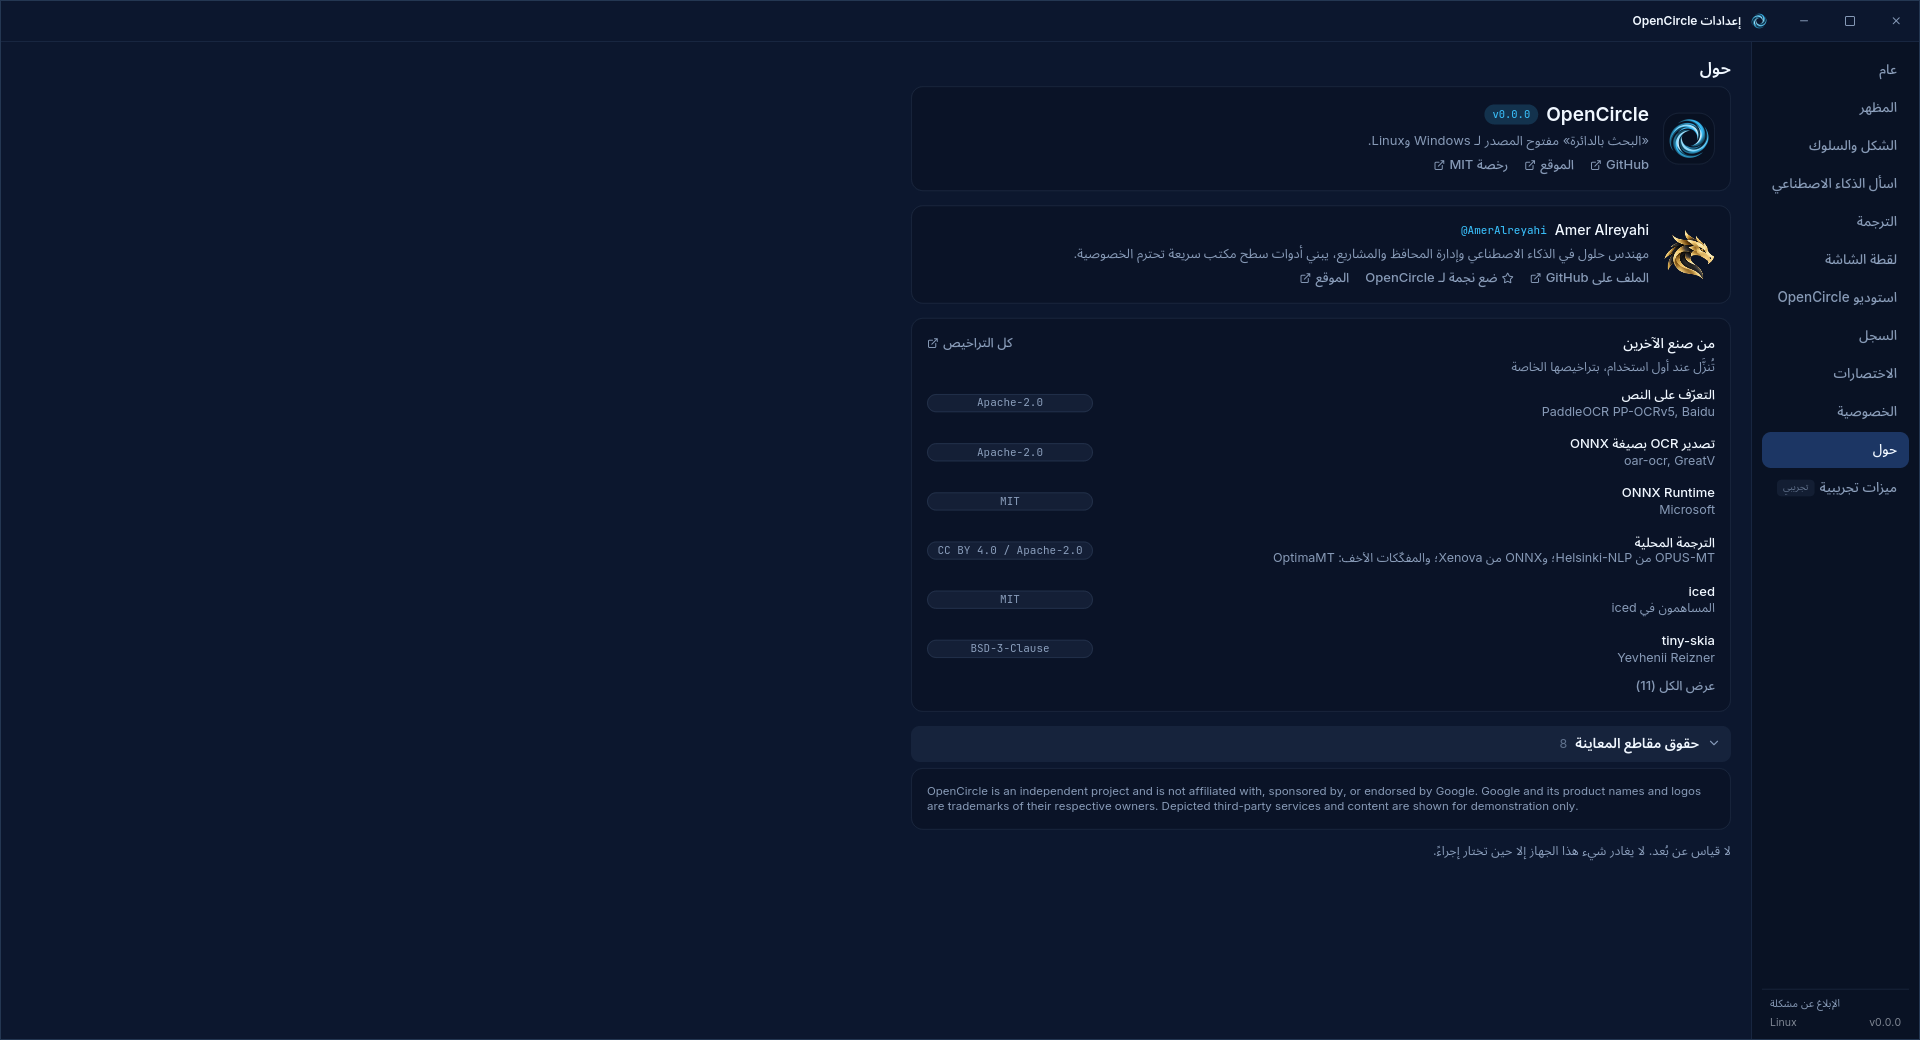 إعدادات OpenCircle
عام
المظهر
الشكل والسلوك
اسأل الذكاء الاصطناعي
الترجمة
لقطة الشاشة
استوديو OpenCircle
السجل
الاختصارات
الخصوصية
حول
ميزات تجريبية تجريبي
الإبلاغ عن مشكلة
v0.0.0 Linux
حول
OpenCircle v0.0.0
«البحث بالدائرة» مفتوح المصدر لـ Windows وLinux.
GitHub الموقع رخصة MIT
Amer Alreyahi @AmerAlreyahi
مهندس حلول في الذكاء الاصطناعي وإدارة المحافظ والمشاريع، يبني أدوات سطح مكتب سريعة تحترم الخصوصية.
الملف على GitHub ضع نجمة لـ OpenCircle الموقع
من صنع الآخرين كل التراخيص
تُنزَّل عند أول استخدام، بتراخيصها الخاصة
التعرّف على النص
PaddleOCR PP-OCRv5, Baidu
Apache-2.0
تصدير OCR بصيغة ONNX
oar-ocr, GreatV
Apache-2.0
ONNX Runtime
Microsoft
MIT
الترجمة المحلية
OPUS-MT من Helsinki-NLP؛ وONNX من Xenova؛ والمفكّكات الأخف: OptimaMT
CC BY 4.0 / Apache-2.0
iced
المساهمون في iced
MIT
tiny-skia
Yevhenii Reizner
BSD-3-Clause
عرض الكل (11)
حقوق مقاطع المعاينة 8
OpenCircle is an independent project and is not affiliated with, sponsored by, or endorsed by Google. Google and its product names and logos
are trademarks of their respective owners. Depicted third-party services and content are shown for demonstration only.
لا قياس عن بُعد. لا يغادر شيء هذا الجهاز إلا حين تختار إجراءً.